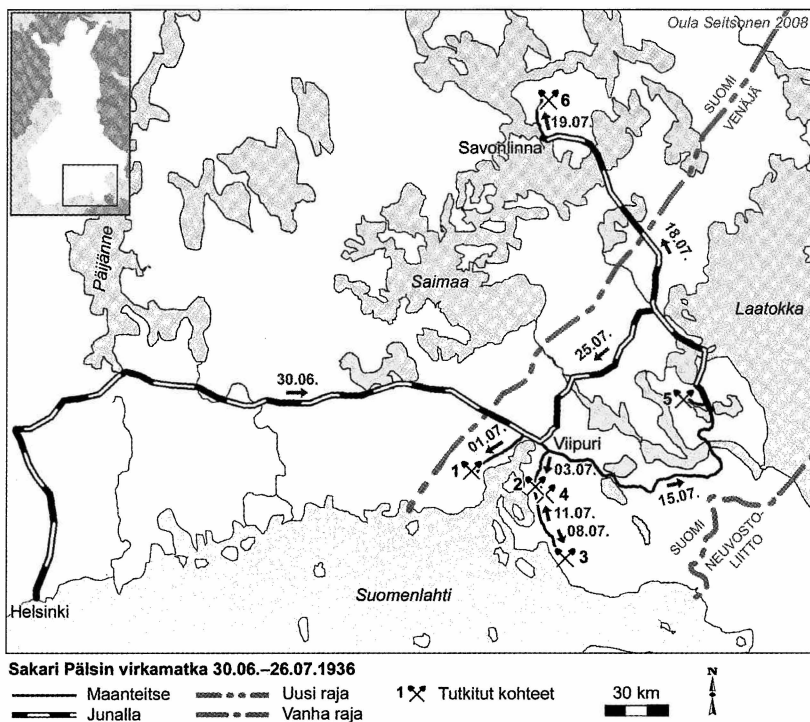 Oula Seitsonen 2008
6
19.07.
Savonlinna
SUOMI
VENÄJÄ
Päijänne
Saimaa
18.07.
Laatokka
25.07.
30.06.
5
01.07.
Viipuri
1
03.07.
2
4
15.07.
11.07.
08.07.
SUOMI
NEUVOSTO-
LIITTO
3
Suomenlahti
Helsinki
Sakari Pälsin virkamatka 30.06.–26.07.1936
N
Maanteitse
Uusi raja
1 Tutkitut kohteet
30 km
Junalla
Vanha raja